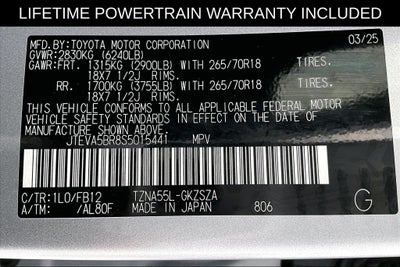 LIFETIME POWERTRAIN WARRANTY INCLUDED
MFD.BY:TOYOTA MOTOR CORPORATION 03/25
GVWR:2830KG (6240LB)
GAWR:FRT. 1315KG (2900LB) WITH 265/70R18 TIRES.
18X7 1/2J RIMS.
RR. 1700KG (3755LB) WITH 265/70R18 TIRES.
18X7 1/2J RIMS.
THIS VEHICLE CONFORMS TO ALL APPLICABLE FEDERAL MOTOR
VEHICLE SAFETY STANDARDS IN EFFECT ON THE DATE OF
MANUFACTURE SHOWN ABOVE.
JTEVA5BR8S5015441 MPV
C/TR:1L0/FB12 TZNA55L-GKZSZA G
A/TM: /AL80F MADE IN JAPAN 806